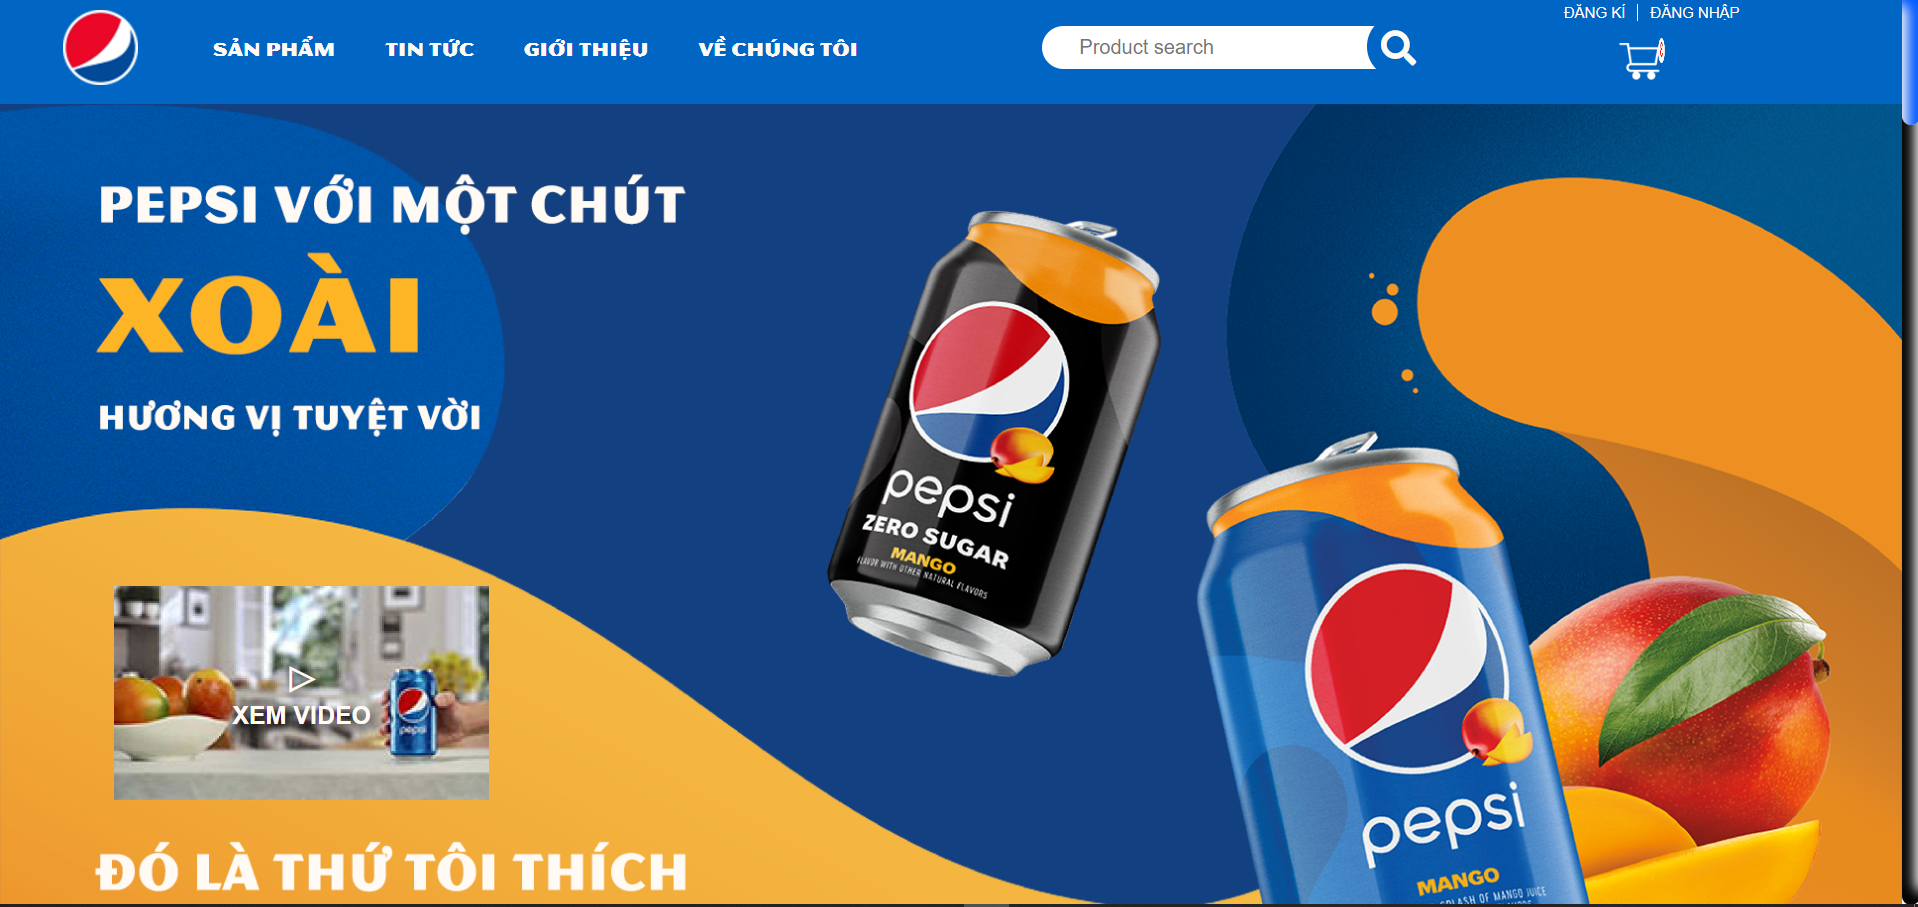 SẢN PHẨM
TIN TỨC
GIỚI THIỆU
VỀ CHÚNG TÔI
Product search
ĐĂNG KÍ
ĐĂNG NHẬP
PEPSI VỚI MỘT CHÚT
XOÀI
HƯƠNG VỊ TUYỆT VỜI
pepsi
ZERO SUGAR
MANGO
FLAVOR WITH OTHER NATURAL FLAVORS
XEM VIDEO
pepsi
pepsi
MANGO
SPLASH OF MANGO JUICE
ĐÓ LÀ THỨ TÔI THÍCH